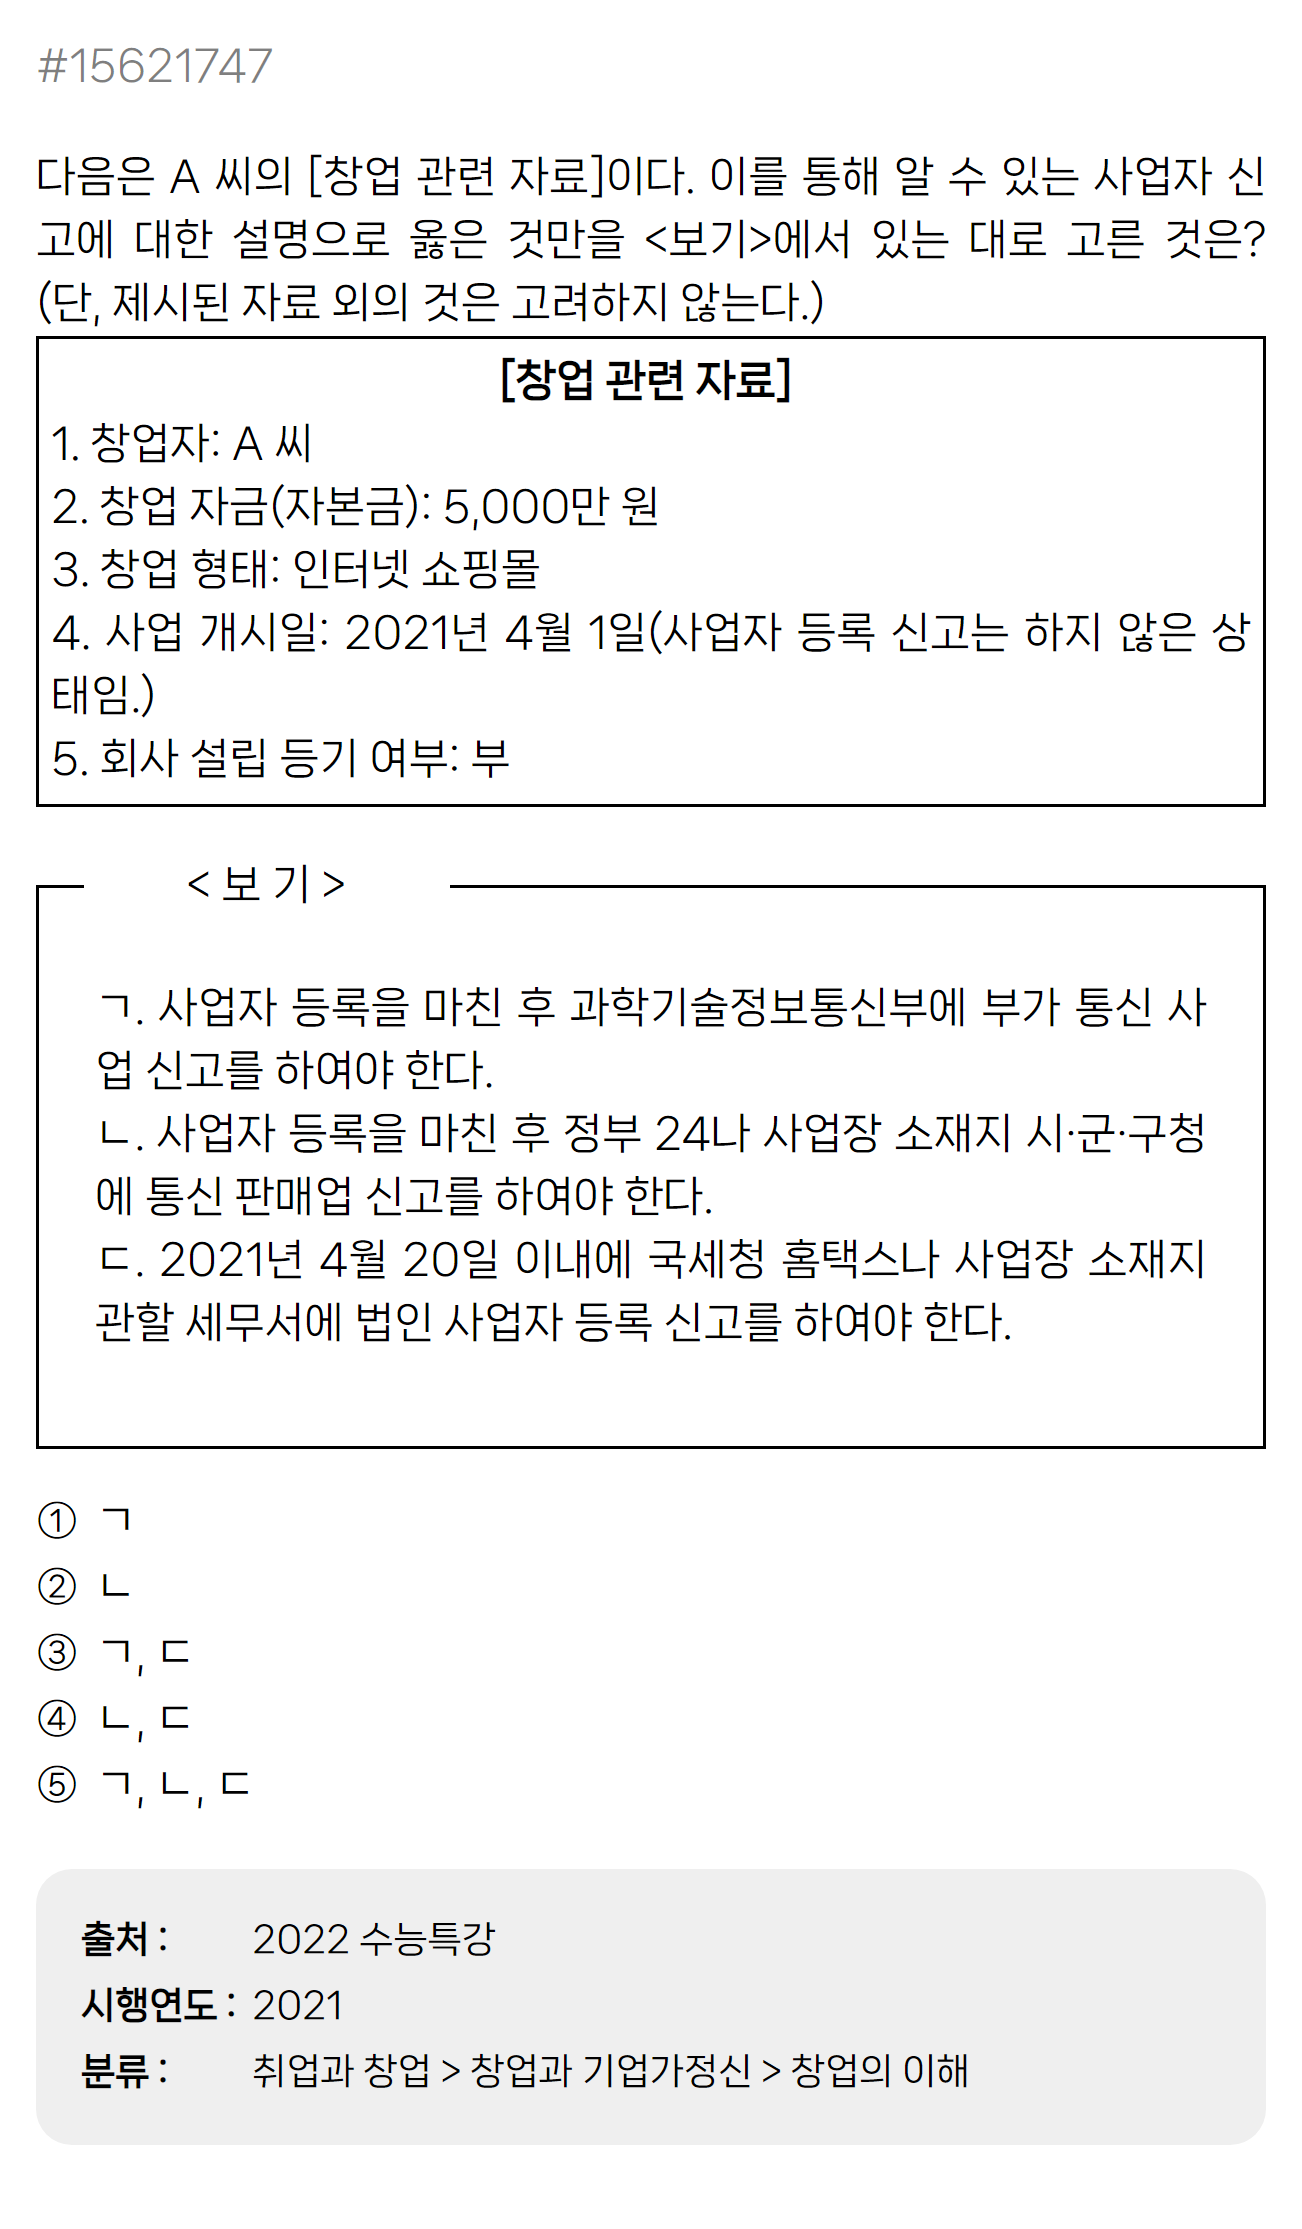 #15621747
다음은 A 씨의 [창업 관련 자료]이다. 이를 통해 알 수 있는 사업자 신
고에 대한 설명으로 옳은 것만을 <보기>에서 있는 대로 고른 것은?
(단, 제시된 자료 외의 것은 고려하지 않는다.)
[창업 관련 자료]
1. 창업자: A 씨
2. 창업 자금(자본금): 5,000만 원
3. 창업 형태: 인터넷 쇼핑몰
4. 사업 개시일: 2021년 4월 1일(사업자 등록 신고는 하지 않은 상
태임.)
5. 회사 설립 등기 여부: 부
< 보 기 >
ㄱ. 사업자 등록을 마친 후 과학기술정보통신부에 부가 통신 사
업 신고를 하여야 한다.
ㄴ. 사업자 등록을 마친 후 정부 24나 사업장 소재지 시·군·구청
에 통신 판매업 신고를 하여야 한다.
ㄷ. 2021년 4월 20일 이내에 국세청 홈택스나 사업장 소재지
관할 세무서에 법인 사업자 등록 신고를 하여야 한다.
① ㄱ
② ㄴ
③ ㄱ, ㄷ
④ ㄴ, ㄷ
⑤ ㄱ, ㄴ, ㄷ
출처 : 2022 수능특강
시행연도 : 2021
분류 : 취업과 창업 > 창업과 기업가정신 > 창업의 이해